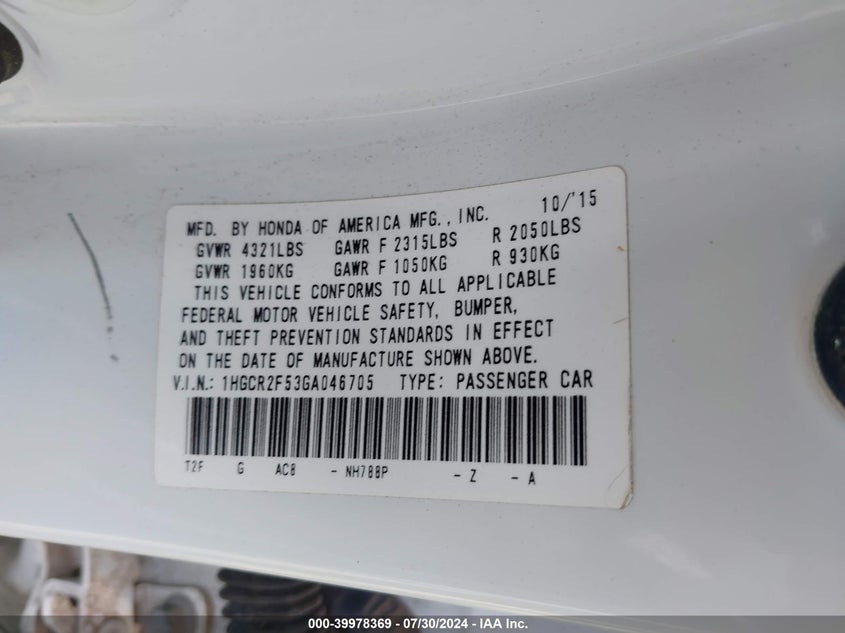 MFD. BY HONDA OF AMERICA MFG., INC. 10/'15
GVWR 4321LBS GAWR F 2315LBS R 2050LBS
GVWR 1960KG GAWR F 1050KG R 930KG
THIS VEHICLE CONFORMS TO ALL APPLICABLE
FEDERAL MOTOR VEHICLE SAFETY, BUMPER,
AND THEFT PREVENTION STANDARDS IN EFFECT
ON THE DATE OF MANUFACTURE SHOWN ABOVE.
V.I.N.: 1HGCR2F53GA046705 TYPE: PASSENGER CAR
T2F G AC8 - NH788P - Z - A
000-39978369 | 07/30/2024 - IAA Inc.